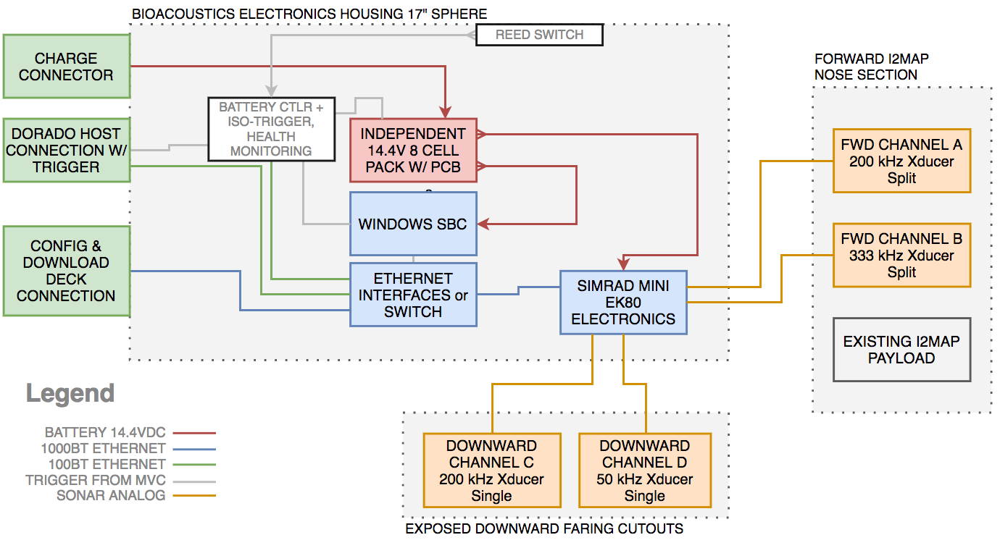 BIOACOUSTICS ELECTRONICS HOUSING 17" SPHERE
REED SWITCH
CHARGE
CONNECTOR
FORWARD I2MAP
NOSE SECTION
BATTERY CTLR +
ISO-TRIGGER,
HEALTH
MONITORING
DORADO HOST
CONNECTION W/
TRIGGER
INDEPENDENT
14.4V 8 CELL
PACK W/ PCB
FWD CHANNEL A
200 kHz Xducer
Split
WINDOWS SBC
CONFIG &
DOWNLOAD
DECK
CONNECTION
FWD CHANNEL B
333 kHz Xducer
Split
ETHERNET
INTERFACES or
SWITCH
SIMRAD MINI
EK80
ELECTRONICS
EXISTING I2MAP
PAYLOAD
Legend
BATTERY 14.4VDC
1000BT ETHERNET
100BT ETHERNET
TRIGGER FROM MVC
SONAR ANALOG
DOWNWARD
CHANNEL C
200 kHz Xducer
Single
DOWNWARD
CHANNEL D
50 kHz Xducer
Single
EXPOSED DOWNWARD FARING CUTOUTS